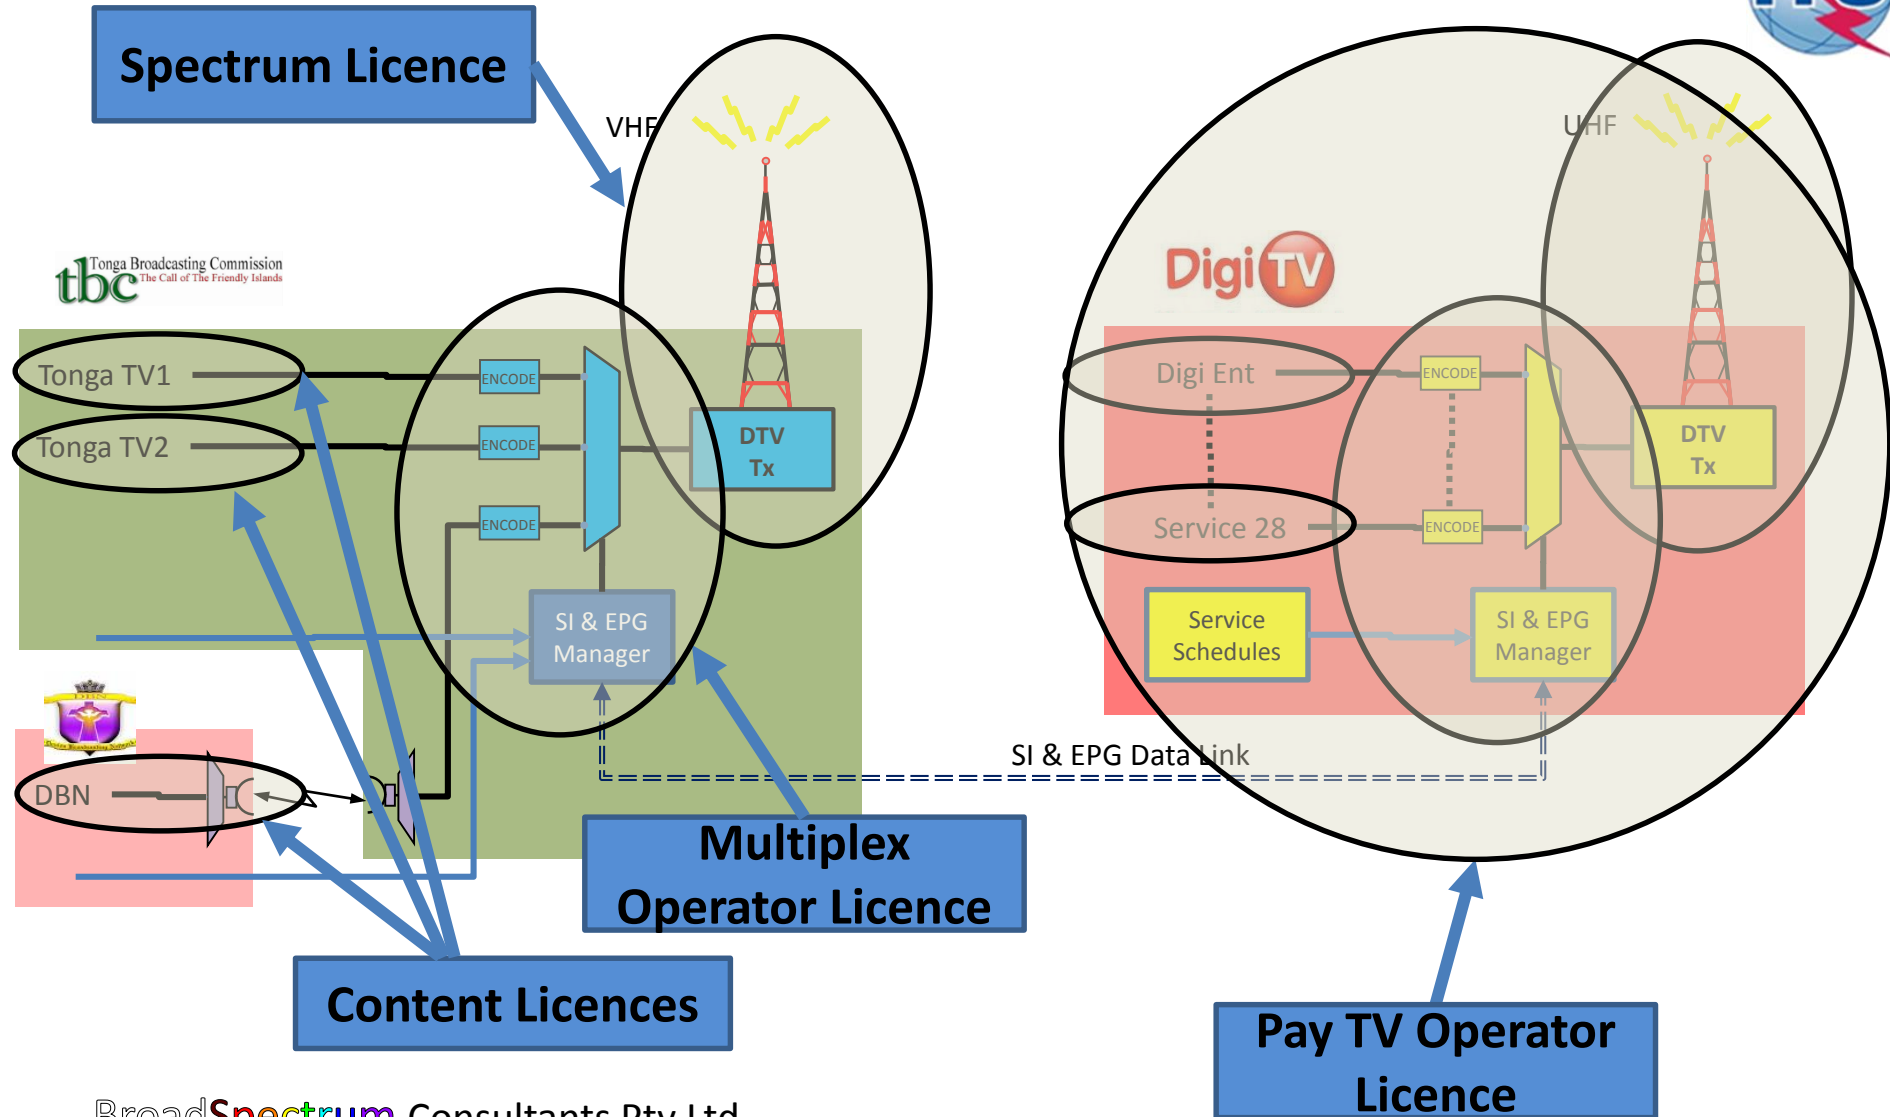 Spectrum Licence
VHF
UHF
tbc
Tonga Broadcasting Commission
The Call of The Friendly Islands
Digi TV
Tonga TV1
ENCODE
Tonga TV2
ENCODE
ENCODE
DTV
Tx
SI & EPG
Manager
Digi Ent
ENCODE
Service 28
ENCODE
DTV
Tx
Service
Schedules
SI & EPG
Manager
SI & EPG Data Link
DBN
Multiplex
Operator Licence
Content Licences
Pay TV Operator
Licence
BroadSpectrum Consultants Pty Ltd